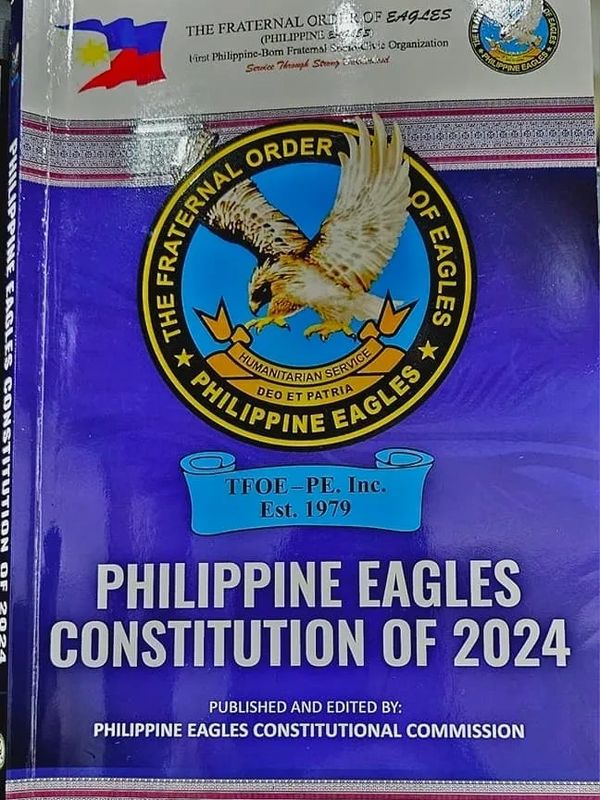 THE FRATERNAL ORDER OF EAGLES
(PHILIPPINE EAGLES)
First Philippine-Born Fraternal Socio-Civic Organization
Service Through Strong Brotherhood
PHILIPPINE EAGLES
THE FRATERNAL ORDER OF EAGLES
HUMANITARIAN SERVICE
DEO ET PATRIA
PHILIPPINE EAGLES
TFOE–PE. Inc.
Est. 1979
PHILIPPINE EAGLES
CONSTITUTION OF 2024
PUBLISHED AND EDITED BY:
PHILIPPINE EAGLES CONSTITUTIONAL COMMISSION
PHILIPPINE EAGLES CONSTITUTION OF 2024